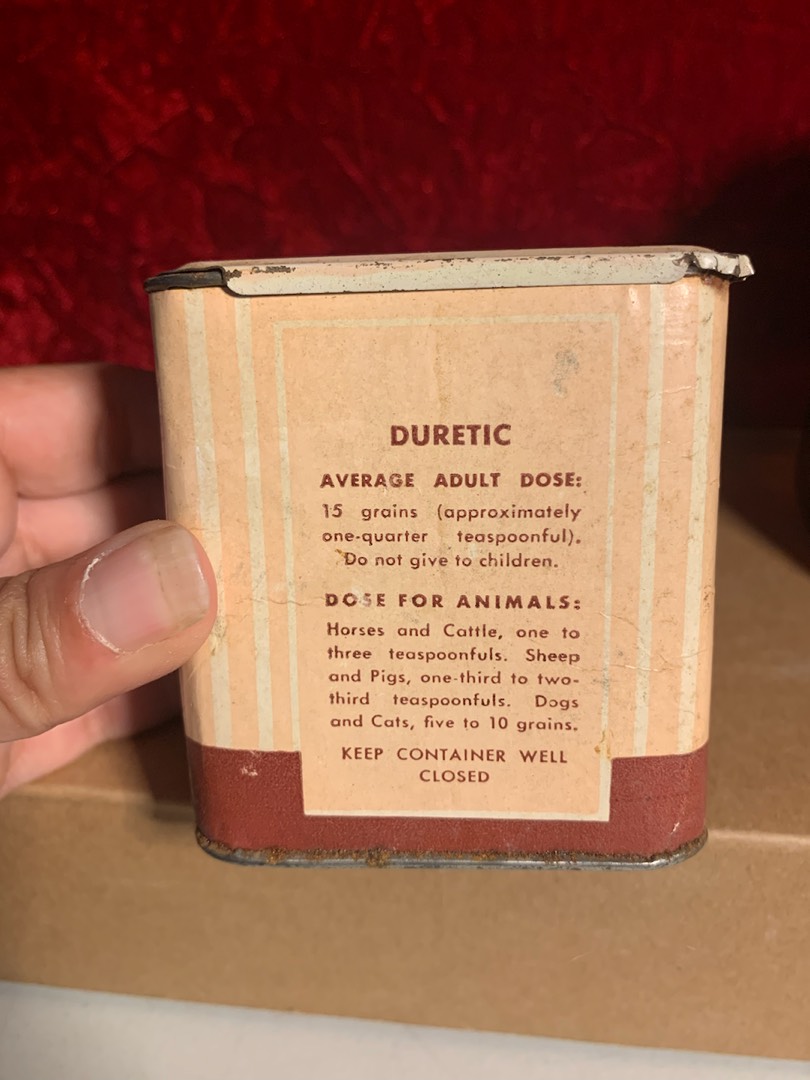 DURETIC
AVERAGE ADULT DOSE:
15 grains (approximately
one-quarter teaspoonful).
Do not give to children.
DOSE FOR ANIMALS:
Horses and Cattle, one to
three teaspoonfuls. Sheep
and Pigs, one-third to two-
third teaspoonfuls. Dogs
and Cats, five to 10 grains.
KEEP CONTAINER WELL
CLOSED